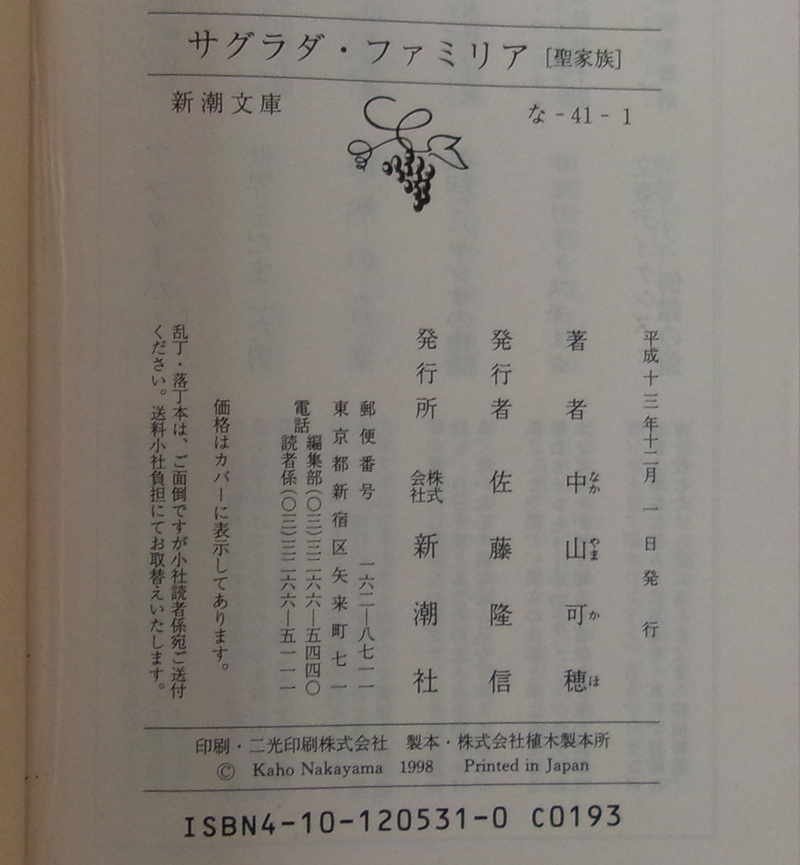 サグラダ・ファミリア [聖家族]
新潮文庫
な - 41 - 1
平成十三年十二月一日発行
著者 中山可穂
なか やま か ほ
発行者 佐藤隆信
発行所 株式会社 新潮社
郵便番号 一六二―八七一一
東京都新宿区矢来町七一
電話 編集部(〇三)三二六六―五四四〇
読者係(〇三)三二六六―五一一一
価格はカバーに表示してあります。
乱丁・落丁本は、ご面倒ですが小社読者係宛ご送付
ください。送料小社負担にてお取替えいたします。
印刷・二光印刷株式会社 製本・株式会社植木製本所
© Kaho Nakayama 1998 Printed in Japan
ISBN4-10-120531-0 C0193